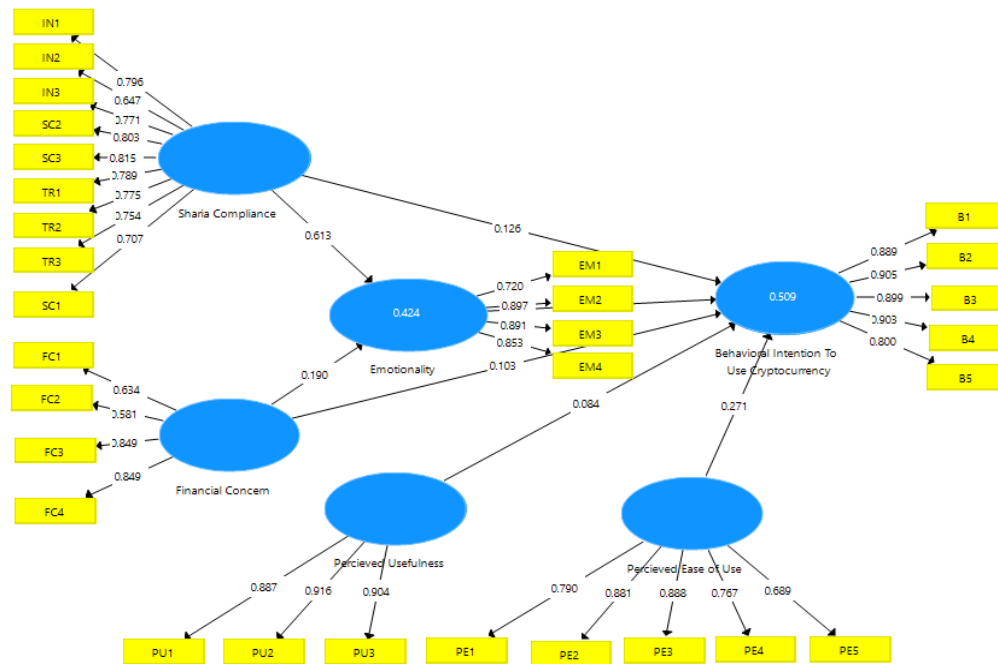 IN1
IN2
IN3
SC2
SC3
TR1
TR2
TR3
SC1
0.796
0.647
0.771
0.803
0.815
0.789
0.775
0.754
0.707
Sharia Compliance
0.613
0.126
FC1
FC2
FC3
FC4
0.634
0.581
0.849
0.849
Financial Concern
0.190
0.103
0.424
Emotionality
0.720
0.897
0.891
0.853
EM1
EM2
EM3
EM4
0.509
Behavioral Intention To
Use Cryptocurrency
0.889
0.905
0.899
0.903
0.800
B1
B2
B3
B4
B5
0.084
0.271
Percieved Usefulness
0.887
0.916
0.904
PU1
PU2
PU3
Percieved Ease of Use
0.790
0.881
0.888
0.767
0.689
PE1
PE2
PE3
PE4
PE5